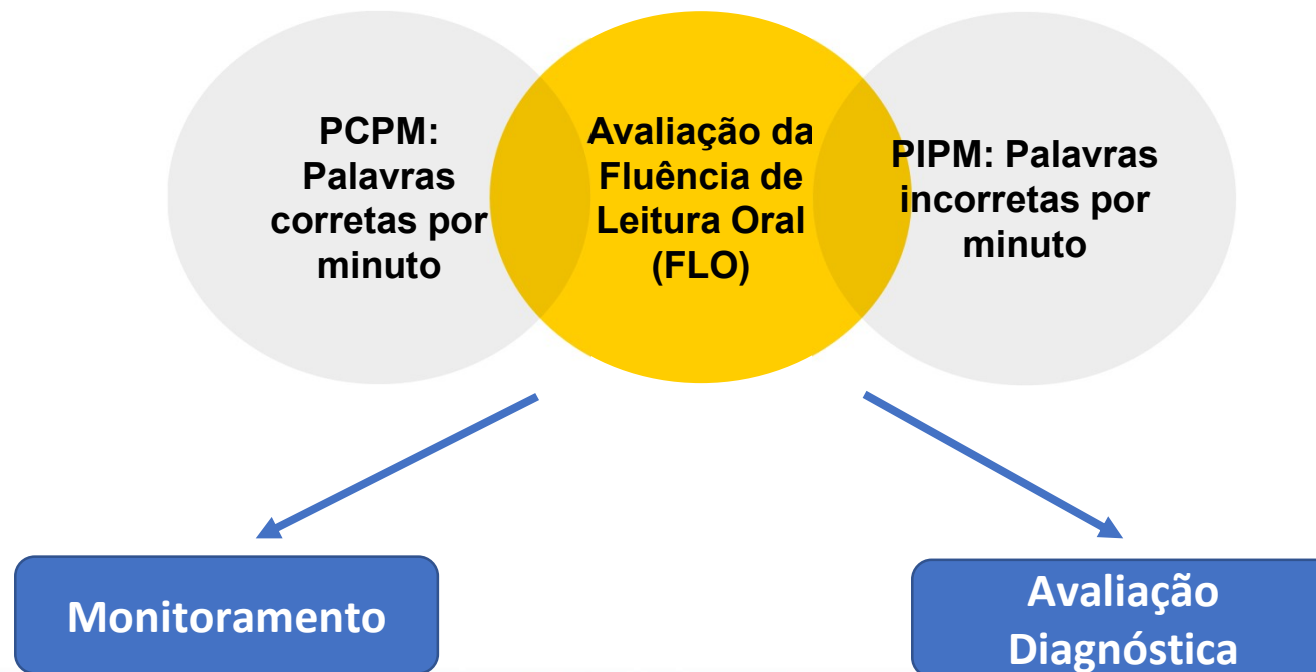 PCPM:
Palavras
corretas por
minuto
Avaliação da
Fluência de
Leitura Oral
(FLO)
PIPM: Palavras
incorretas por
minuto
Monitoramento
Avaliação
Diagnóstica